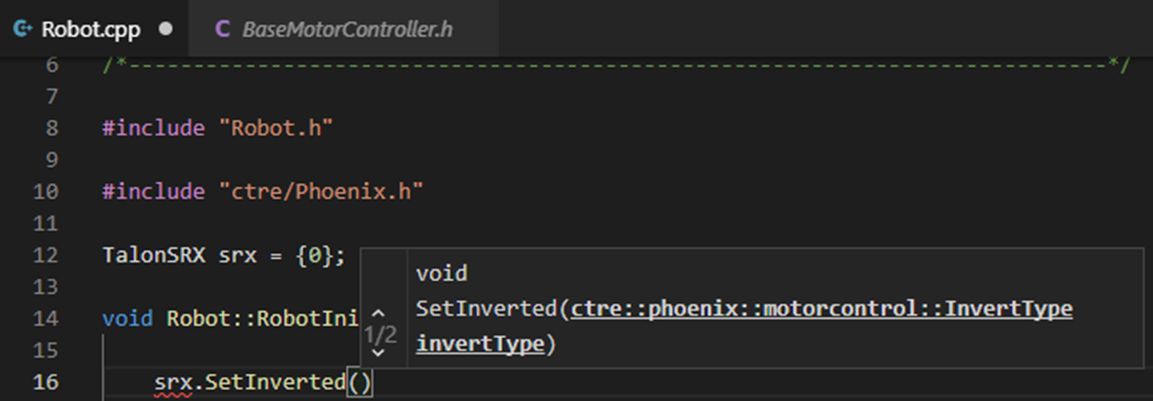 Robot.cpp
BaseMotorController.h
6 /*----------------------------------------------------------------------------*/
7
8 #include "Robot.h"
9
10 #include "ctre/Phoenix.h"
11
12 TalonSRX srx = {0};
13
14 void Robot::RobotIni
15
16 srx.SetInverted()
1/2
void
SetInverted(ctre::phoenix::motorcontrol::InvertType
invertType)